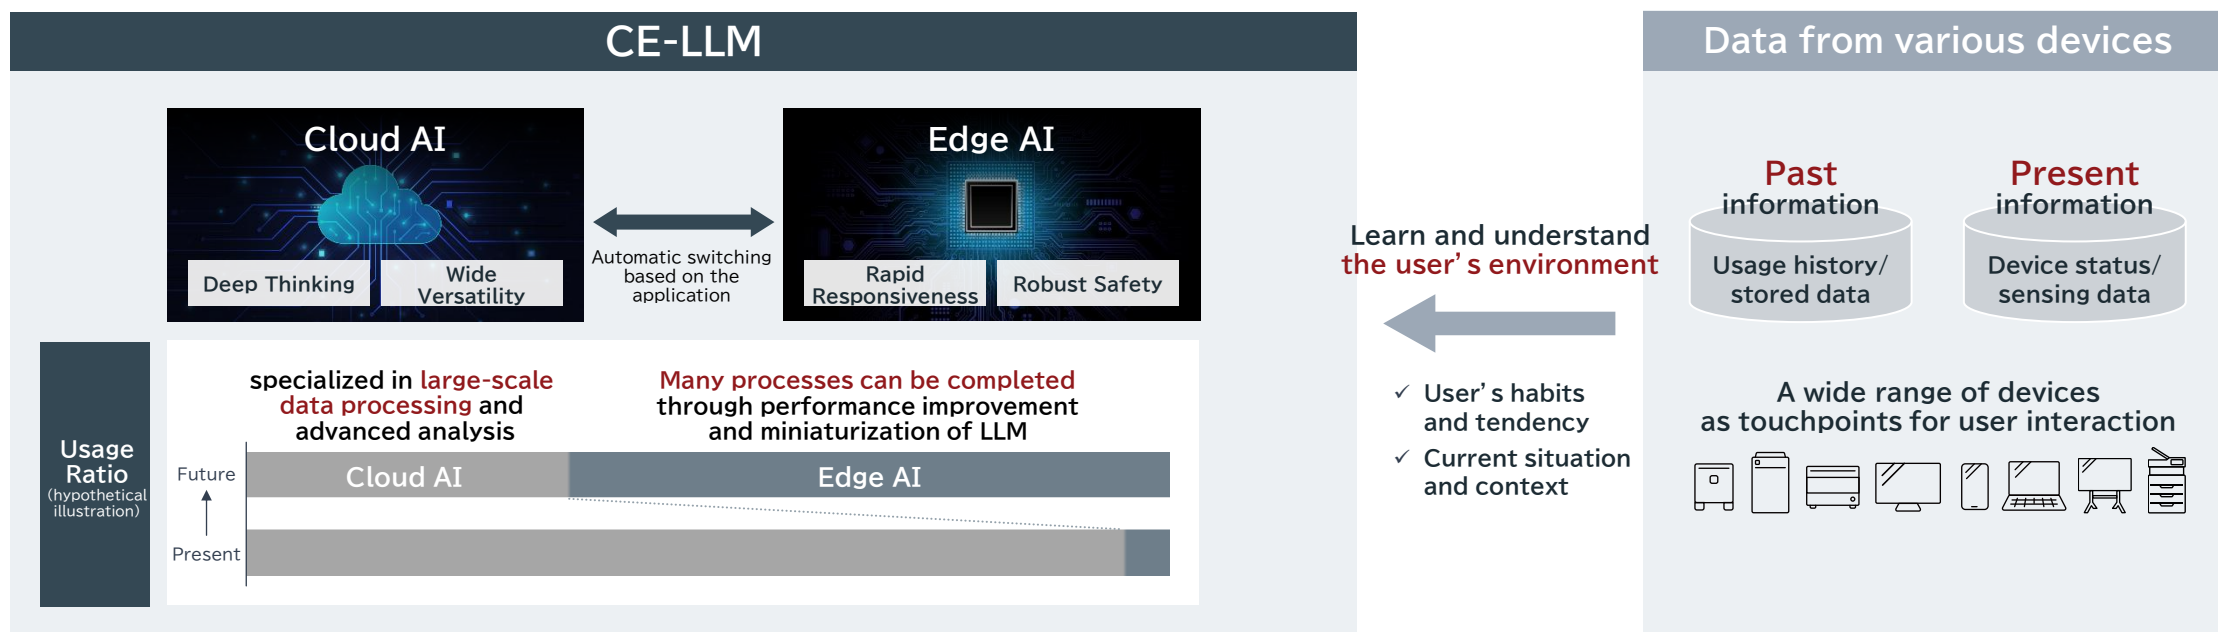 CE-LLM
Cloud AI
Deep Thinking
Wide
Versatility
Automatic switching
based on the
application
Edge AI
Rapid
Responsiveness
Robust Safety
Usage
Ratio
(hypothetical
illustration)
specialized in large-scale
data processing and
advanced analysis
Many processes can be completed
through performance improvement
and miniaturization of LLM
Future
Cloud AI
Edge AI
Present
Learn and understand
the user’s environment
✓ User’s habits
and tendency
✓ Current situation
and context
Data from various devices
Past
information
Usage history/
stored data
Present
information
Device status/
sensing data
A wide range of devices
as touchpoints for user interaction